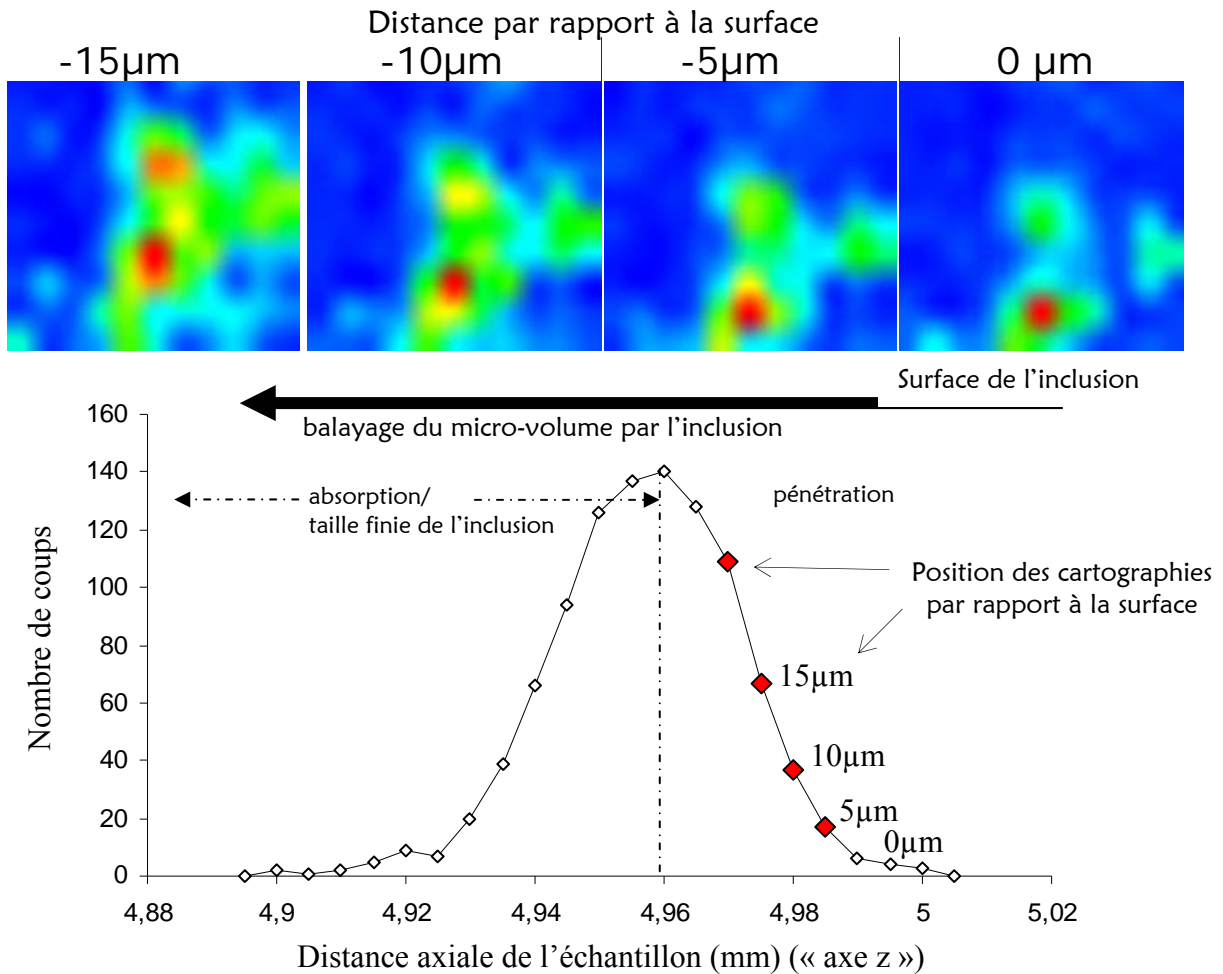 Distance par rapport à la surface
-15µm -10µm -5µm 0 µm
Surface de l'inclusion
balayage du micro-volume par l'inclusion
160
140
120
100
80
60
40
20
0
Nombre de coups
absorption/
taille finie de l'inclusion
pénétration
Position des cartographies
par rapport à la surface
15µm
10µm
5µm
0µm
4,88 4,9 4,92 4,94 4,96 4,98 5 5,02
Distance axiale de l'échantillon (mm) (« axe z »)